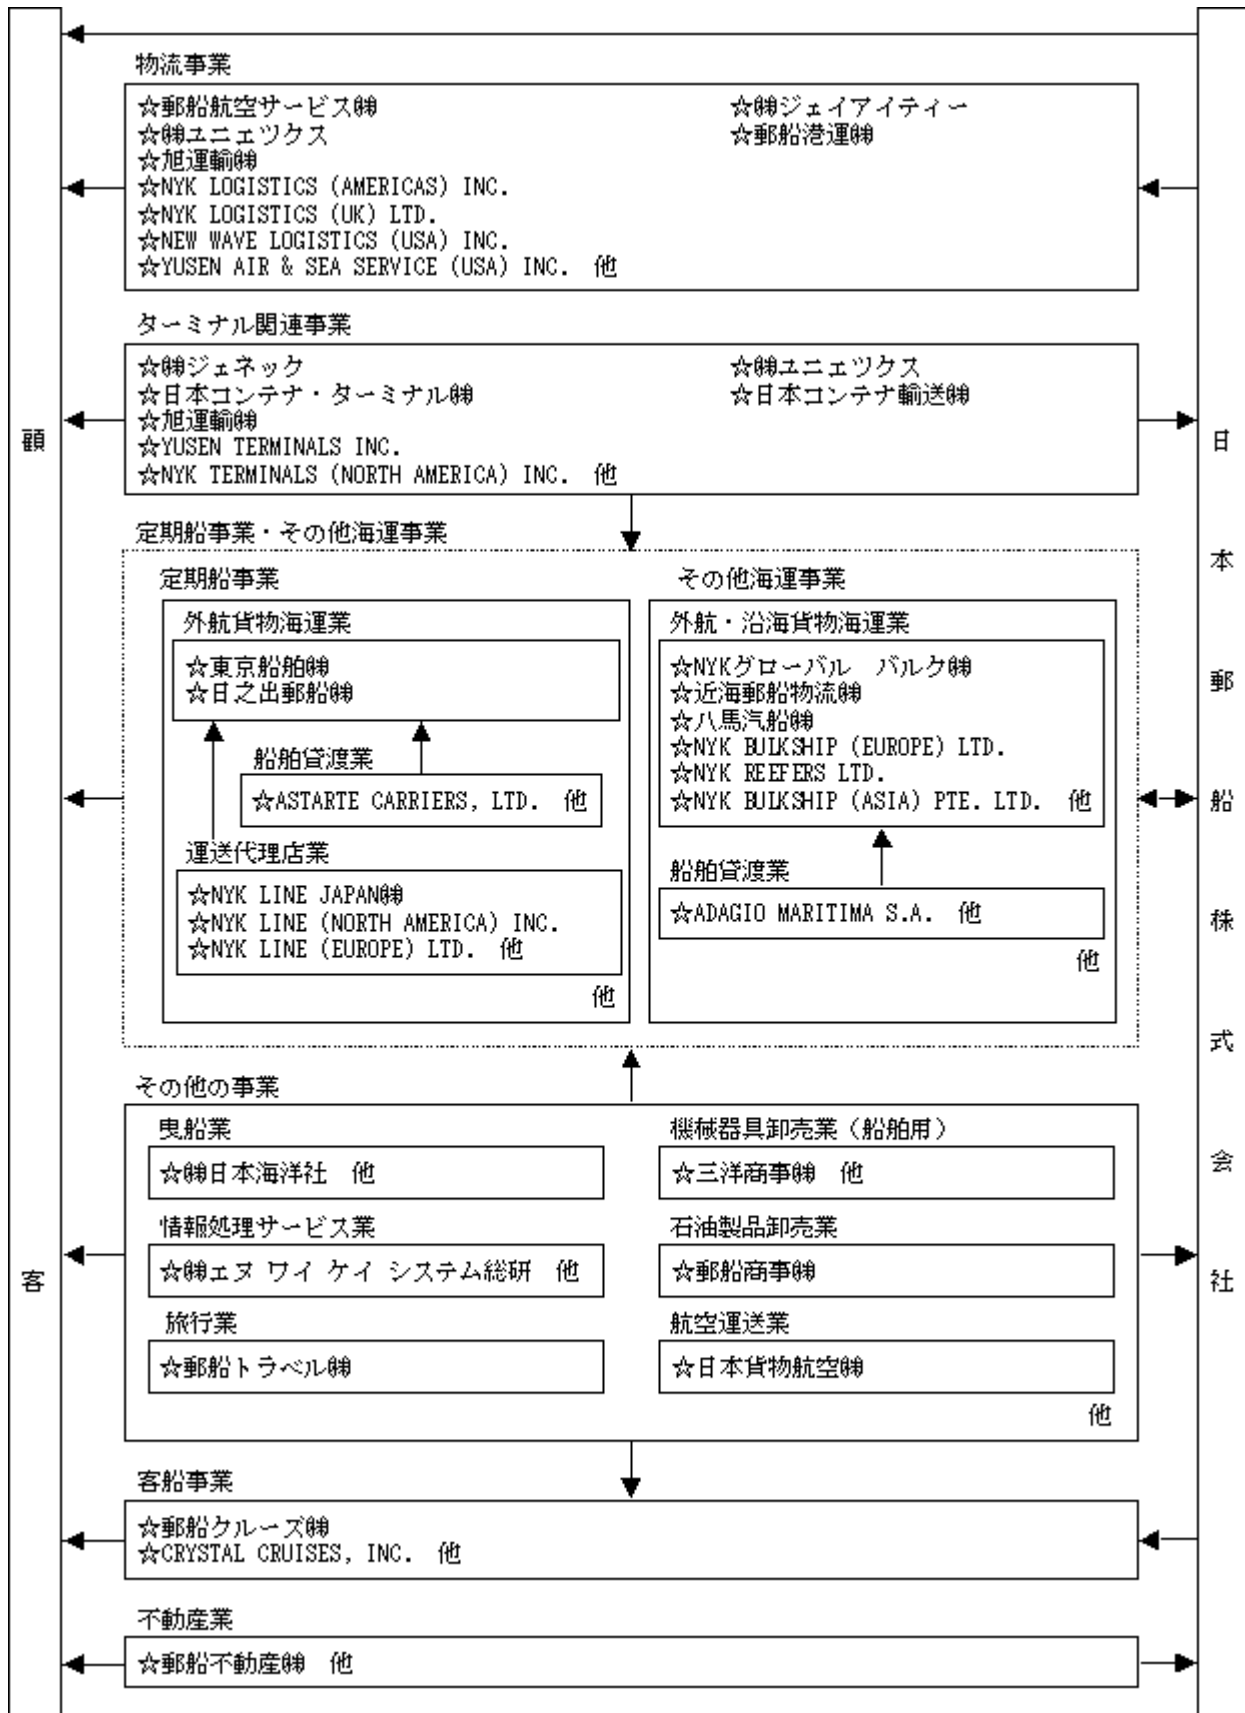 物流事業
☆郵船航空サービス㈱
☆㈱ジェイアイティー
☆㈱ユニエツクス
☆郵船港運㈱
☆旭運輸㈱
☆NYK LOGISTICS (AMERICAS) INC.
☆NYK LOGISTICS (UK) LTD.
☆NEW WAVE LOGISTICS (USA) INC.
☆YUSEN AIR & SEA SERVICE (USA) INC. 他
ターミナル関連事業
☆㈱ジェネック
☆㈱ユニエツクス
☆日本コンテナ・ターミナル㈱
☆日本コンテナ輸送㈱
☆旭運輸㈱
☆YUSEN TERMINALS INC.
☆NYK TERMINALS (NORTH AMERICA) INC. 他
定期船事業・その他海運事業
定期船事業
外航貨物海運業
☆東京船舶㈱
☆日之出郵船㈱
船舶貸渡業
☆ASTARTE CARRIERS, LTD. 他
運送代理店業
☆NYK LINE JAPAN㈱
☆NYK LINE (NORTH AMERICA) INC.
☆NYK LINE (EUROPE) LTD. 他
他
その他海運事業
外航・沿海貨物海運業
☆NYKグローバル バルク㈱
☆近海郵船物流㈱
☆八馬汽船㈱
☆NYK BULKSHIP (EUROPE) LTD.
☆NYK REEFERS LTD.
☆NYK BULKSHIP (ASIA) PTE. LTD. 他
船舶貸渡業
☆ADAGIO MARITIMA S.A. 他
他
その他の事業
曳船業
☆㈱日本海洋社 他
機械器具卸売業（船舶用）
☆三洋商事㈱ 他
情報処理サービス業
☆㈱エヌ ワイ ケイ システム総研 他
石油製品卸売業
☆郵船商事㈱
旅行業
☆郵船トラベル㈱
航空運送業
☆日本貨物航空㈱
他
客船事業
☆郵船クルーズ㈱
☆CRYSTAL CRUISES, INC. 他
不動産業
☆郵船不動産㈱ 他
顧客
日本郵船株式会社